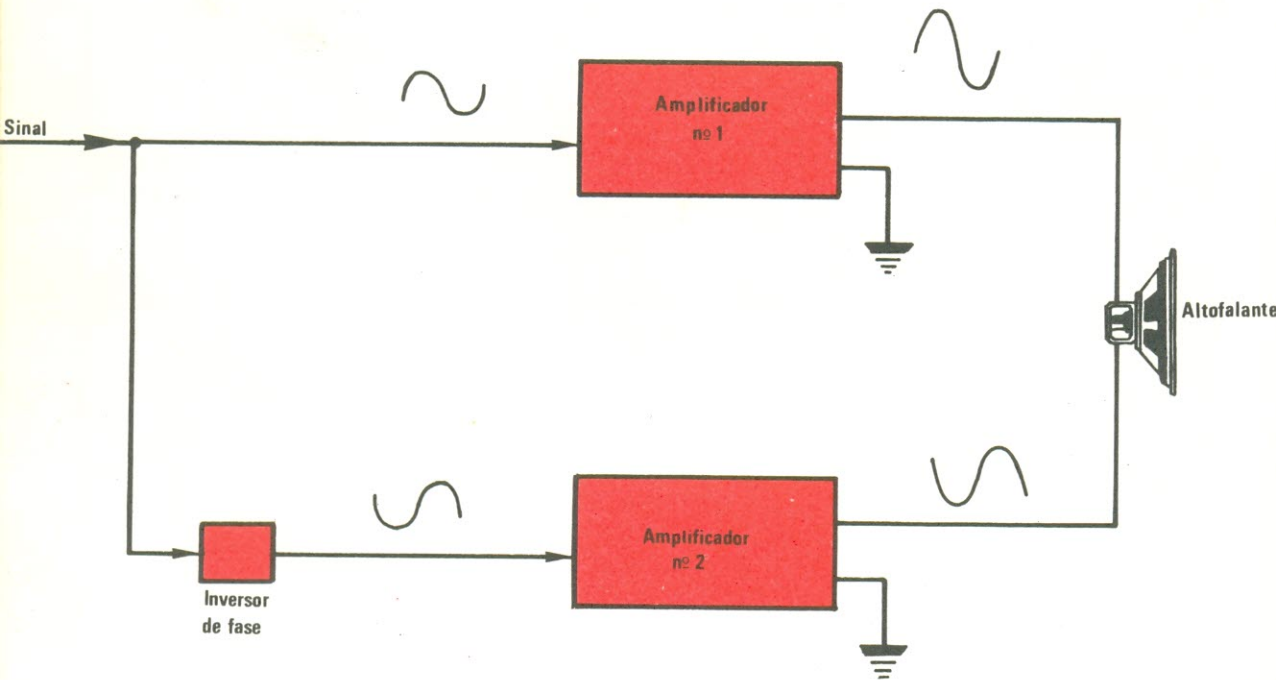 Sinal
Amplificador
nº 1
Altofalante
Amplificador
nº 2
Inversor
de fase